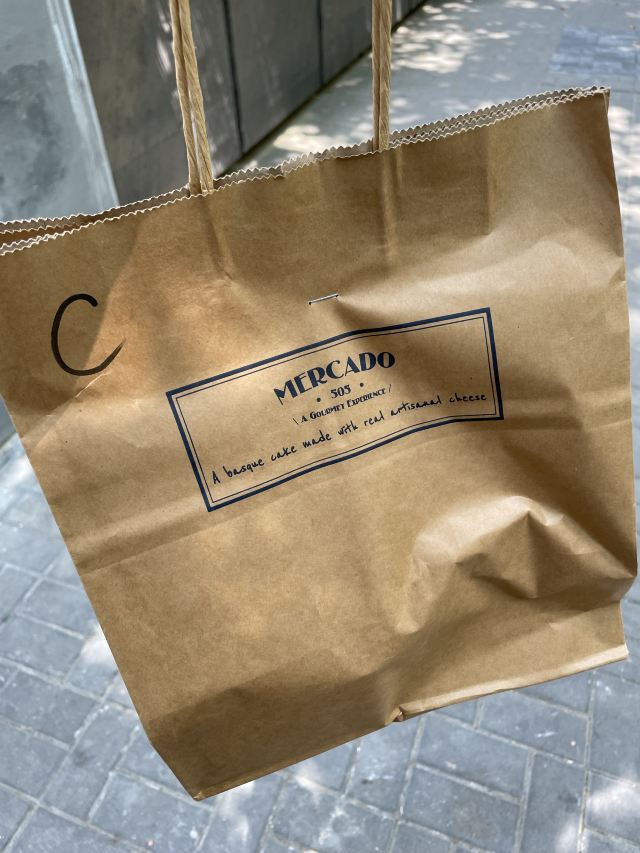 C
MERCADO
• 505 •
\ A GOURMET EXPERIENCE /
A basque cake made with real artisanal cheese